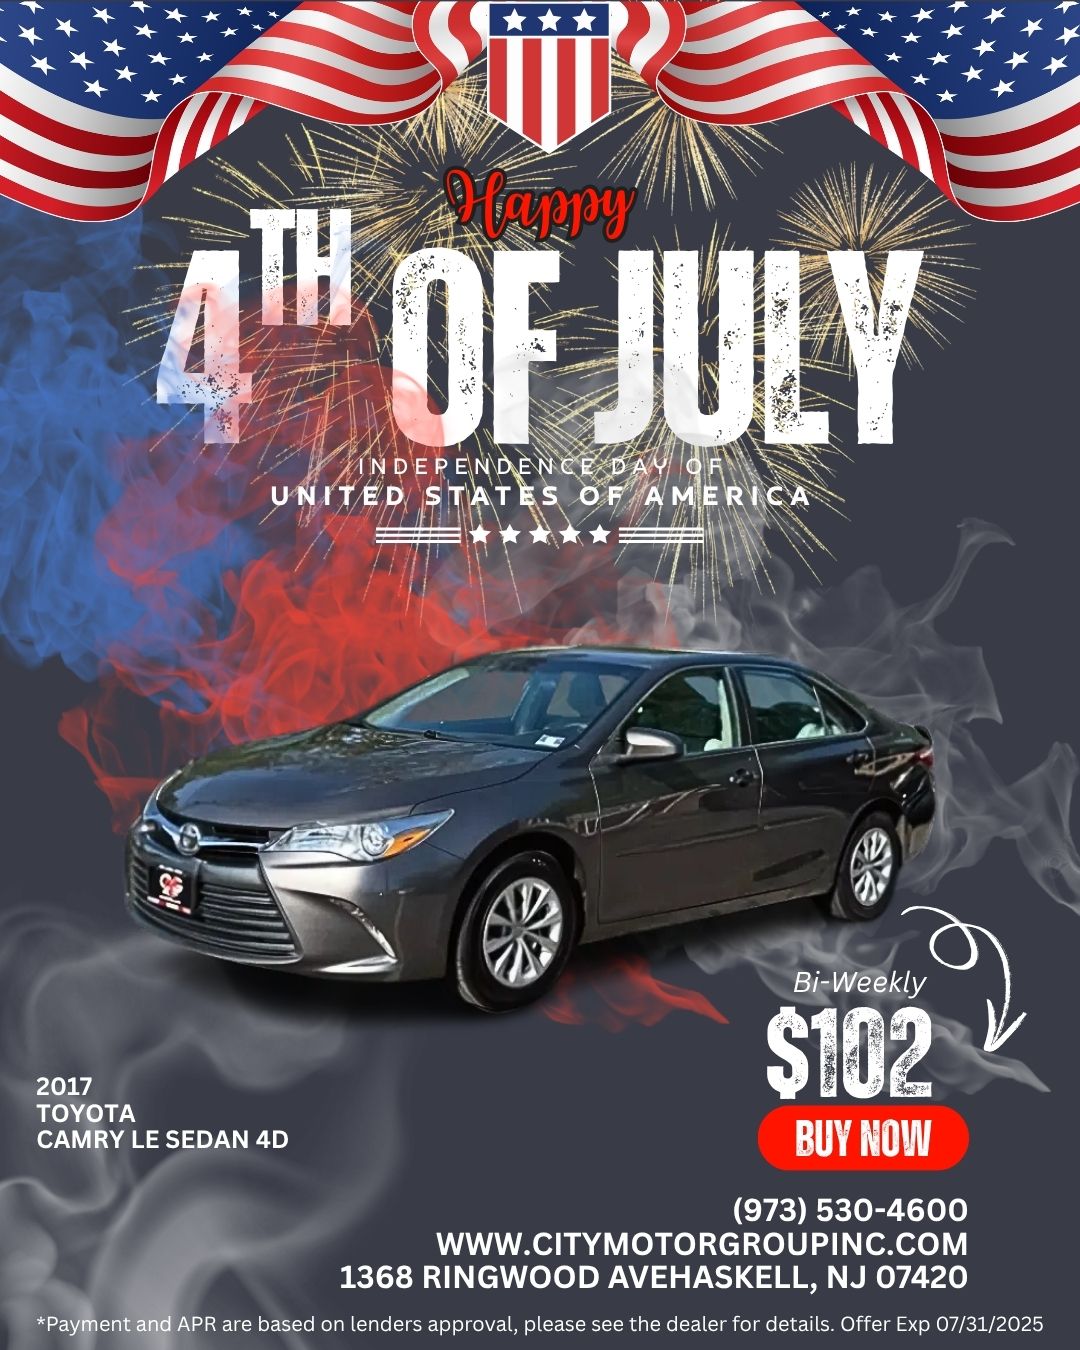 Happy
4TH OF JULY
INDEPENDENCE DAY OF
UNITED STATES OF AMERICA
Bi-Weekly
$102
BUY NOW
2017
TOYOTA
CAMRY LE SEDAN 4D
(973) 530-4600
WWW.CITYMOTORGROUPINC.COM
1368 RINGWOOD AVEHASKELL, NJ 07420
*Payment and APR are based on lenders approval, please see the dealer for details. Offer Exp 07/31/2025